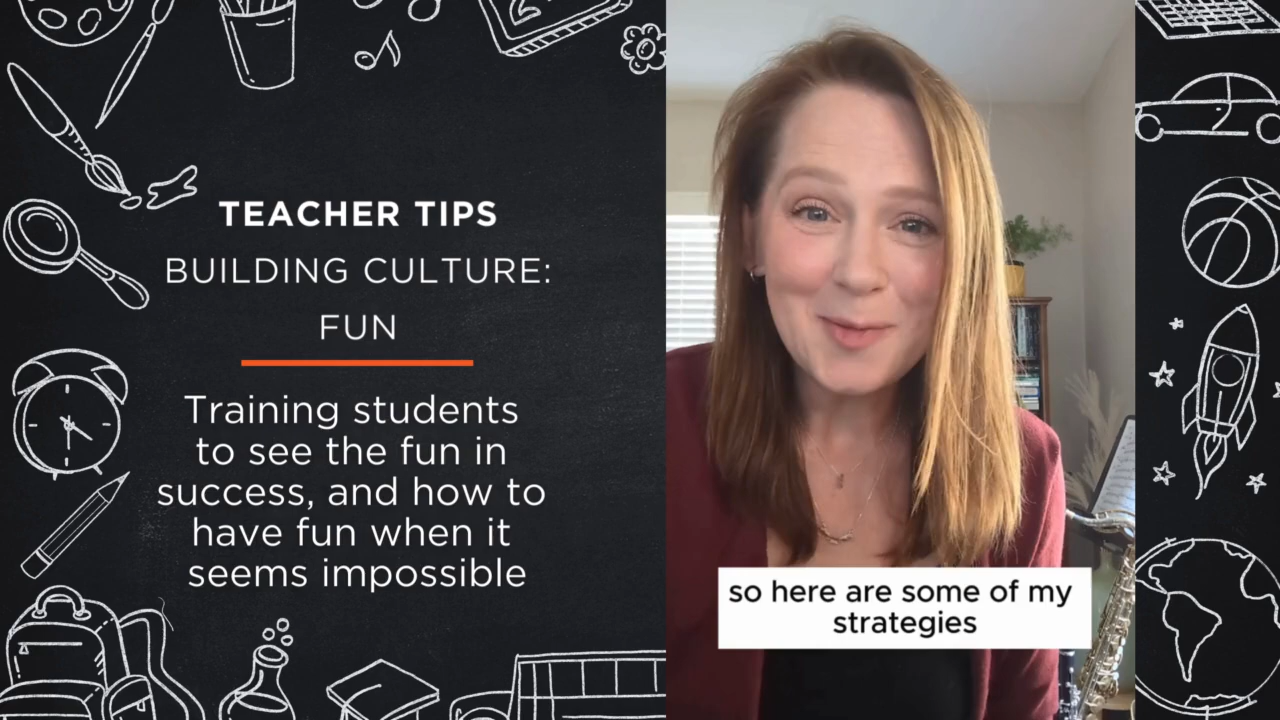 TEACHER TIPS
BUILDING CULTURE:
FUN
Training students
to see the fun in
success, and how to
have fun when it
seems impossible
so here are some of my
strategies